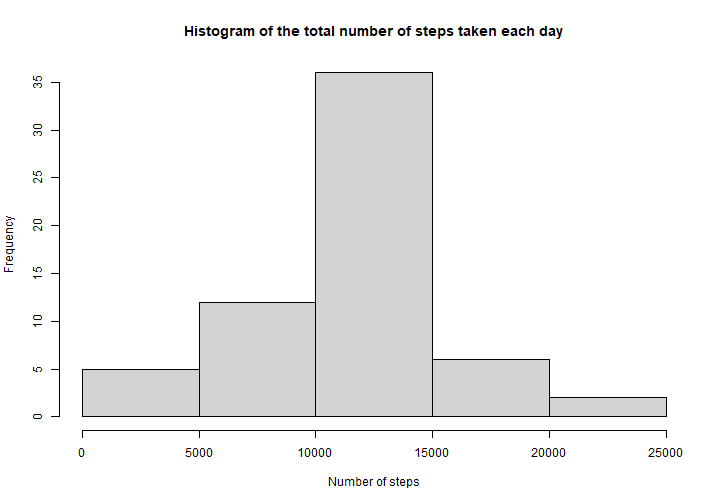 Histogram of the total number of steps taken each day
Frequency
35
30
25
20
15
10
5
0
0 5000 10000 15000 20000 25000
Number of steps